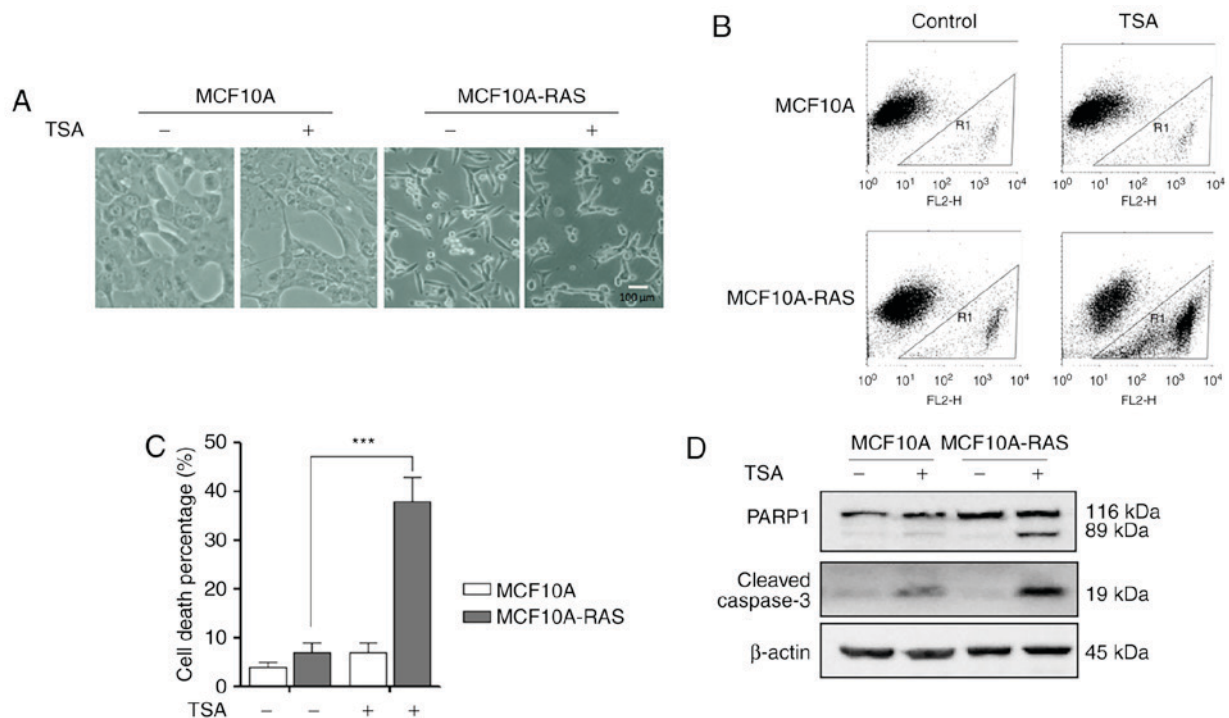 A
MCF10A MCF10A-RAS
TSA – + – +
100 µm
B
Control TSA
MCF10A
R1 R1
10⁰ 10¹ 10² 10³ 10⁴ 10⁰ 10¹ 10² 10³ 10⁴
FL2-H FL2-H
MCF10A-RAS
R1 R1
10⁰ 10¹ 10² 10³ 10⁴ 10⁰ 10¹ 10² 10³ 10⁴
FL2-H FL2-H
C
Cell death percentage (%)
50
40
30
20
10
0
***
MCF10A
MCF10A-RAS
TSA – – + +
D
MCF10A MCF10A-RAS
TSA – + – +
PARP1 116 kDa
89 kDa
Cleaved
caspase-3 19 kDa
β-actin 45 kDa